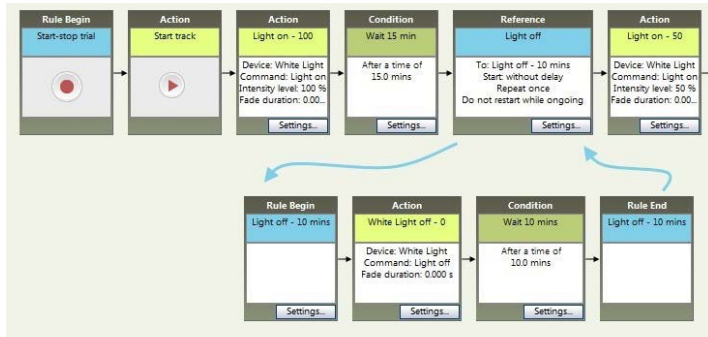 Rule Begin
Start-stop trial
Action
Start track
Action
Light on - 100
Device: White Light
Command: Light on
Intensity level: 100 %
Fade duration: 0.00...
Settings...
Condition
Wait 15 min
After a time of
15.0 mins
Settings...
Reference
Light off
To: Light off - 10 mins
Start: without delay
Repeat once
Do not restart while ongoing
Settings...
Action
Light on - 50
Device: White Light
Command: Light on
Intensity level: 50 %
Fade duration: 0.00...
Settings...
Rule Begin
Light off - 10 mins
Settings...
Action
White Light off - 0
Device: White Light
Command: Light off
Fade duration: 0.000 s
Settings...
Condition
Wait 10 mins
After a time of
10.0 mins
Settings...
Rule End
Light off - 10 mins